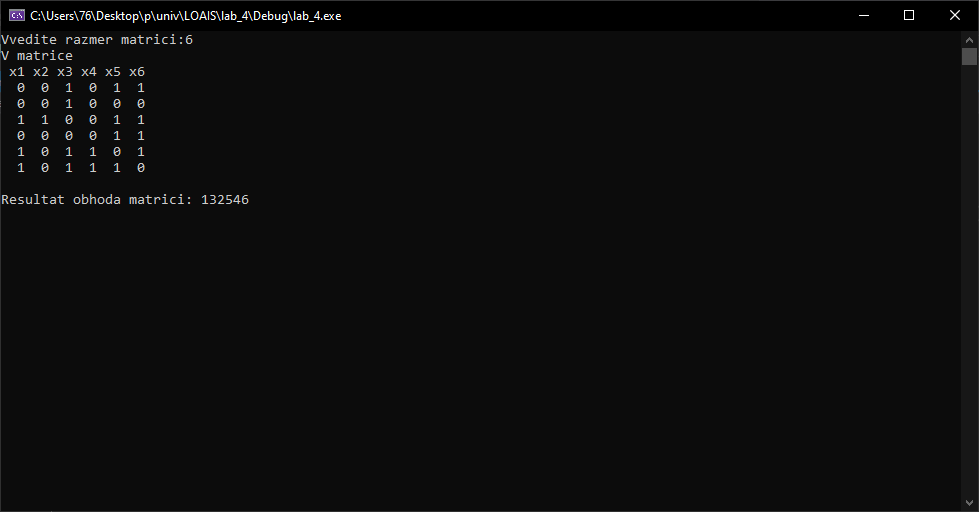 C:\Users\76\Desktop\p\univ\LOAIS\lab_4\Debug\lab_4.exe
Vvedite razmer matrici:6
V matrice
x1 x2 x3 x4 x5 x6
0 0 1 0 1 1
0 0 1 0 0 0
1 1 0 0 1 1
0 0 0 0 1 1
1 0 1 1 0 1
1 0 1 1 1 0
Resultat obhoda matrici: 132546